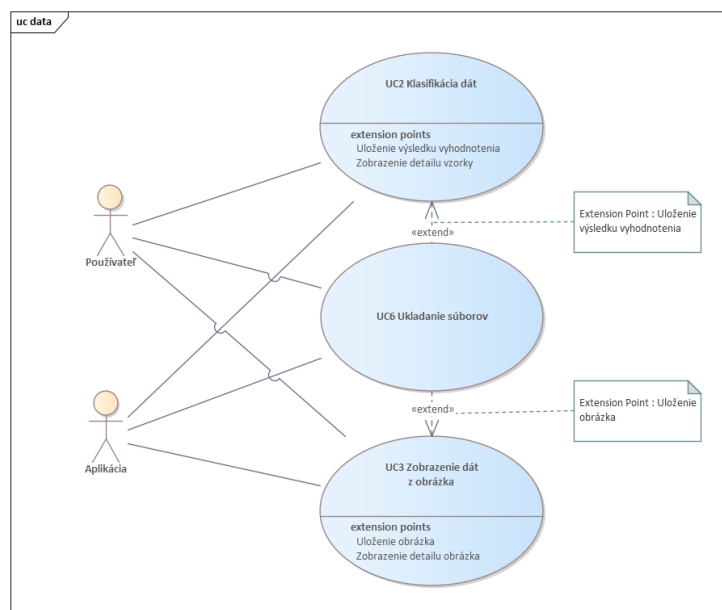 uc data
UC2 Klasifikácia dát
extension points
Uloženie výsledku vyhodnotenia
Zobrazenie detailu vzorky
Používateľ
«extend»
Extension Point : Uloženie
výsledku vyhodnotenia
UC6 Ukladanie súborov
Aplikácia
«extend»
Extension Point : Uloženie
obrázka
UC3 Zobrazenie dát
z obrázka
extension points
Uloženie obrázka
Zobrazenie detailu obrázka